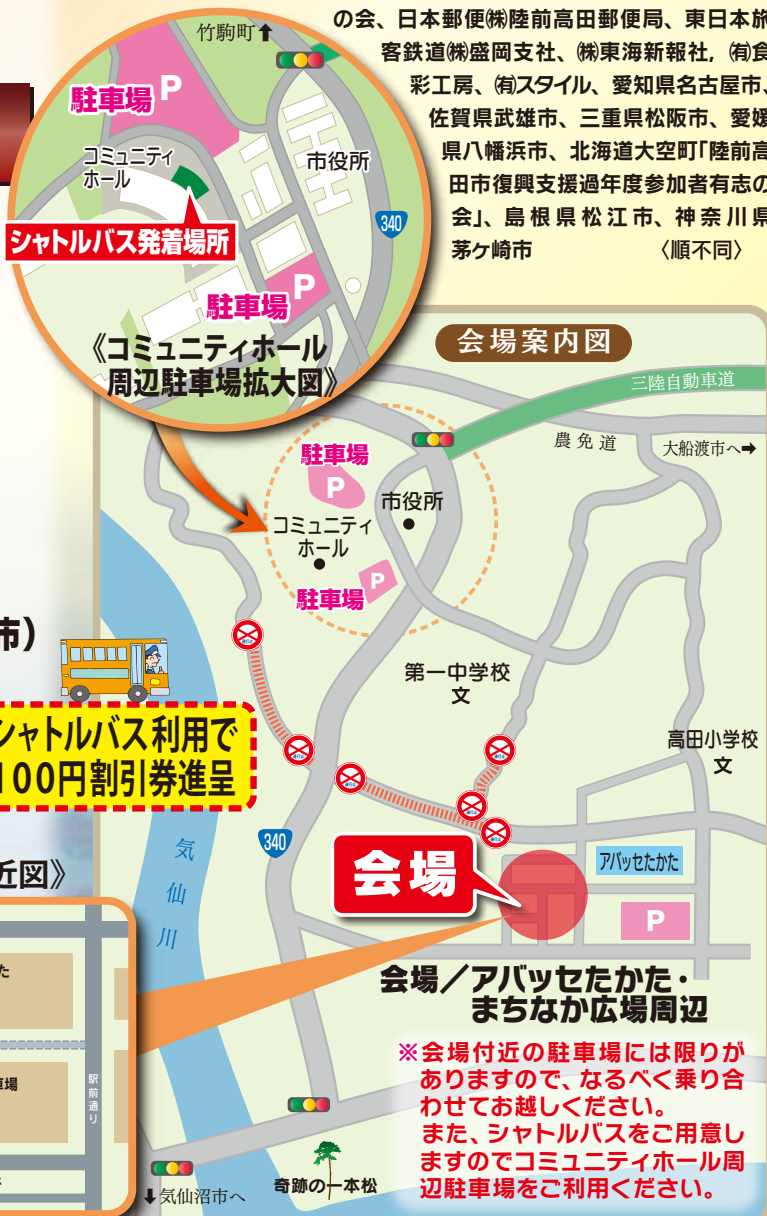 の会、日本郵便㈱陸前高田郵便局、東日本旅
客鉄道㈱盛岡支社、㈱東海新報社，㈲食
彩工房、㈲スタイル、愛知県名古屋市、
佐賀県武雄市、三重県松阪市、愛媛
県八幡浜市、北海道大空町「陸前高
田市復興支援過年度参加者有志の
会」、島根県松江市、神奈川県
茅ヶ崎市 〈順不同〉
竹駒町⬆
駐車場 P
コミュニティ
ホール
市役所
シャトルバス発着場所
340
駐車場 P
《コミュニティホール
周辺駐車場拡大図》
会場案内図
三陸自動車道
農免道
大船渡市へ➡
駐車場
P
市役所
コミュニティ
ホール
P
駐車場
市）
第一中学校
文
シャトルバス利用で
100円割引券進呈
高田小学校
文
気仙川
340
会場
アバッセたかた
P
近図》
た
車場
駅前通り
会場／アバッセたかた・
まちなか広場周辺
※会場付近の駐車場には限りが
ありますので、なるべく乗り合
わせてお越しください。
また、シャトルバスをご用意し
ますのでコミュニティホール周
辺駐車場をご利用ください。
奇跡の一本松
⬇気仙沼市へ